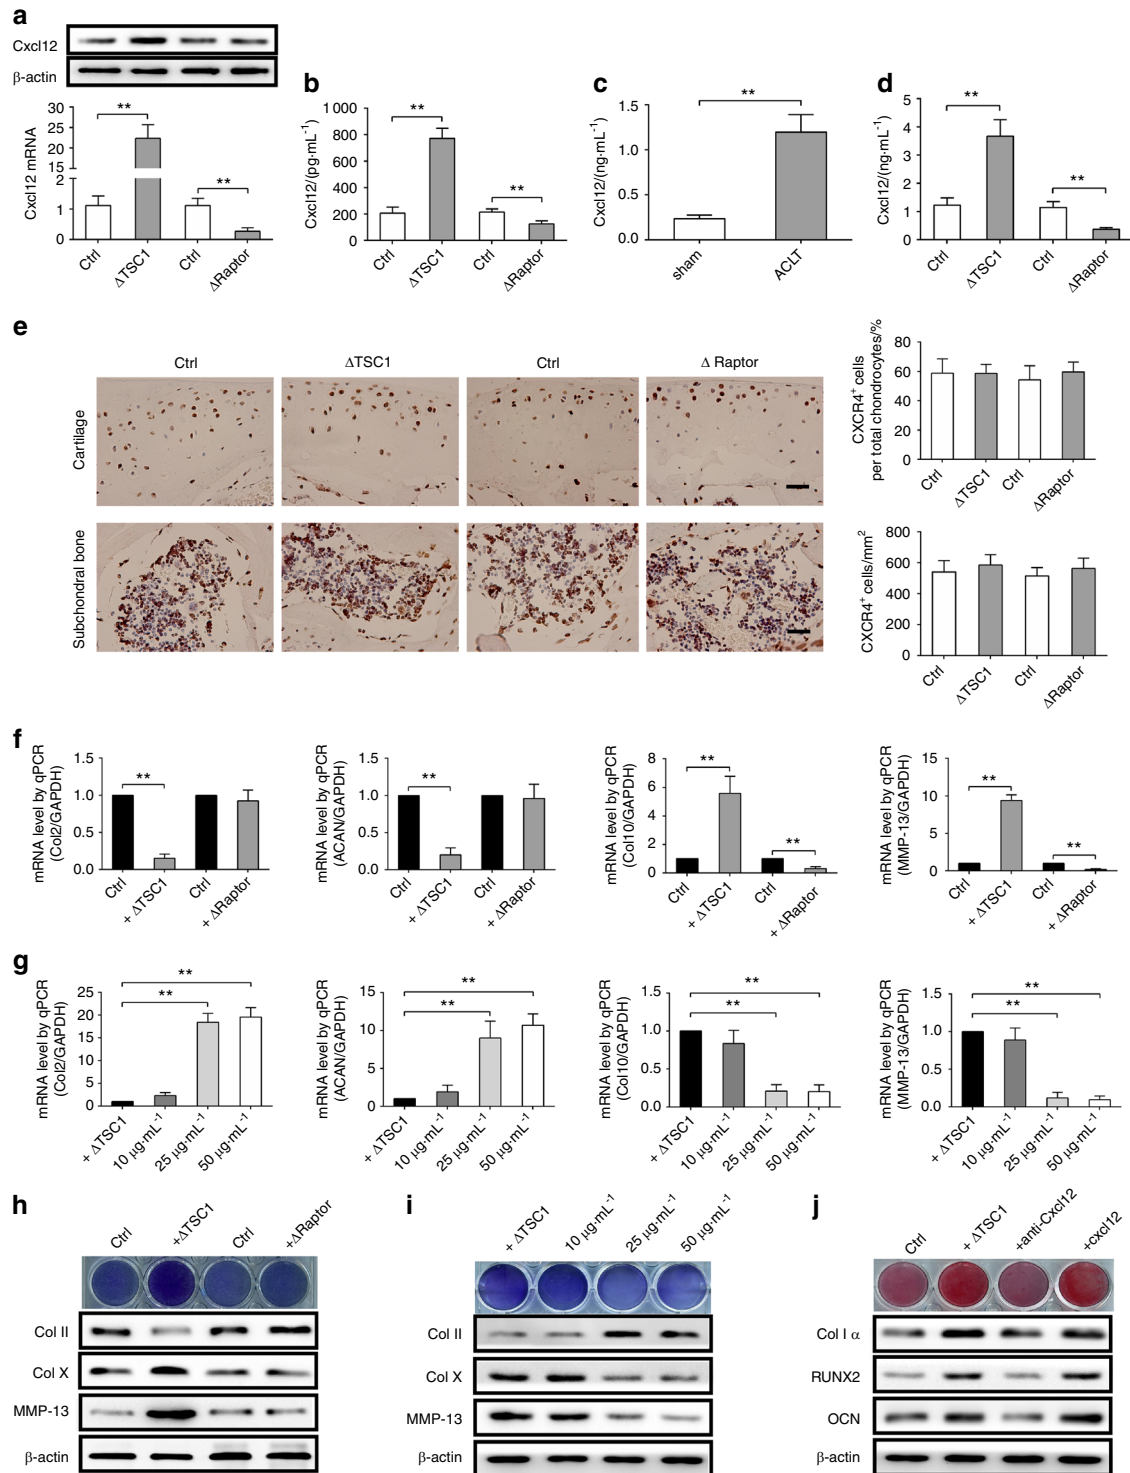 a
Cxcl12
β-actin
Cxcl12 mRNA
30
25
20
15
2
1
0
**
**
Ctrl
ΔTSC1
Ctrl
ΔRaptor
b
Cxcl12/(pg·mL⁻¹)
1 000
800
600
400
200
0
**
**
Ctrl
ΔTSC1
Ctrl
ΔRaptor
c
Cxcl12/(ng·mL⁻¹)
1.5
1.0
0.5
0.0
**
sham
ACLT
d
Cxcl12/(ng·mL⁻¹)
5
4
3
2
1
0
**
**
Ctrl
ΔTSC1
Ctrl
ΔRaptor
e
Ctrl
ΔTSC1
Ctrl
Δ Raptor
Cartilage
Subchondral bone
CXCR4⁺ cells
per total chondrocytes/%
80
60
40
20
0
Ctrl
ΔTSC1
Ctrl
ΔRaptor
CXCR4⁺ cells/mm²
800
600
400
200
0
Ctrl
ΔTSC1
Ctrl
ΔRaptor
f
mRNA level by qPCR
(Col2/GAPDH)
1.5
1.0
0.5
0.0
**
Ctrl
+ ΔTSC1
Ctrl
+ ΔRaptor
mRNA level by qPCR
(ACAN/GAPDH)
1.5
1.0
0.5
0.0
**
Ctrl
+ ΔTSC1
Ctrl
+ ΔRaptor
mRNA level by qPCR
(Col10/GAPDH)
8
6
4
2
0
**
**
Ctrl
+ ΔTSC1
Ctrl
+ ΔRaptor
mRNA level by qPCR
(MMP-13/GAPDH)
15
10
5
0
**
**
Ctrl
+ ΔTSC1
Ctrl
+ ΔRaptor
g
mRNA level by qPCR
(Col2/GAPDH)
25
20
15
10
5
0
**
**
+ ΔTSC1
10 µg·mL⁻¹
25 µg·mL⁻¹
50 µg·mL⁻¹
mRNA level by qPCR
(ACAN/GAPDH)
15
10
5
0
**
**
+ ΔTSC1
10 µg·mL⁻¹
25 µg·mL⁻¹
50 µg·mL⁻¹
mRNA level by qPCR
(Col10/GAPDH)
1.5
1.0
0.5
0.0
**
**
+ ΔTSC1
10 µg·mL⁻¹
25 µg·mL⁻¹
50 µg·mL⁻¹
mRNA level by qPCR
(MMP-13/GAPDH)
1.5
1.0
0.5
0.0
**
**
+ ΔTSC1
10 µg·mL⁻¹
25 µg·mL⁻¹
50 µg·mL⁻¹
h
Ctrl
+ΔTSC1
Ctrl
+ΔRaptor
Col II
Col X
MMP-13
β-actin
i
+ ΔTSC1
10 µg·mL⁻¹
25 µg·mL⁻¹
50 µg·mL⁻¹
Col II
Col X
MMP-13
β-actin
j
Ctrl
+ ΔTSC1
+anti-Cxcl12
+cxcl12
Col I α
RUNX2
OCN
β-actin